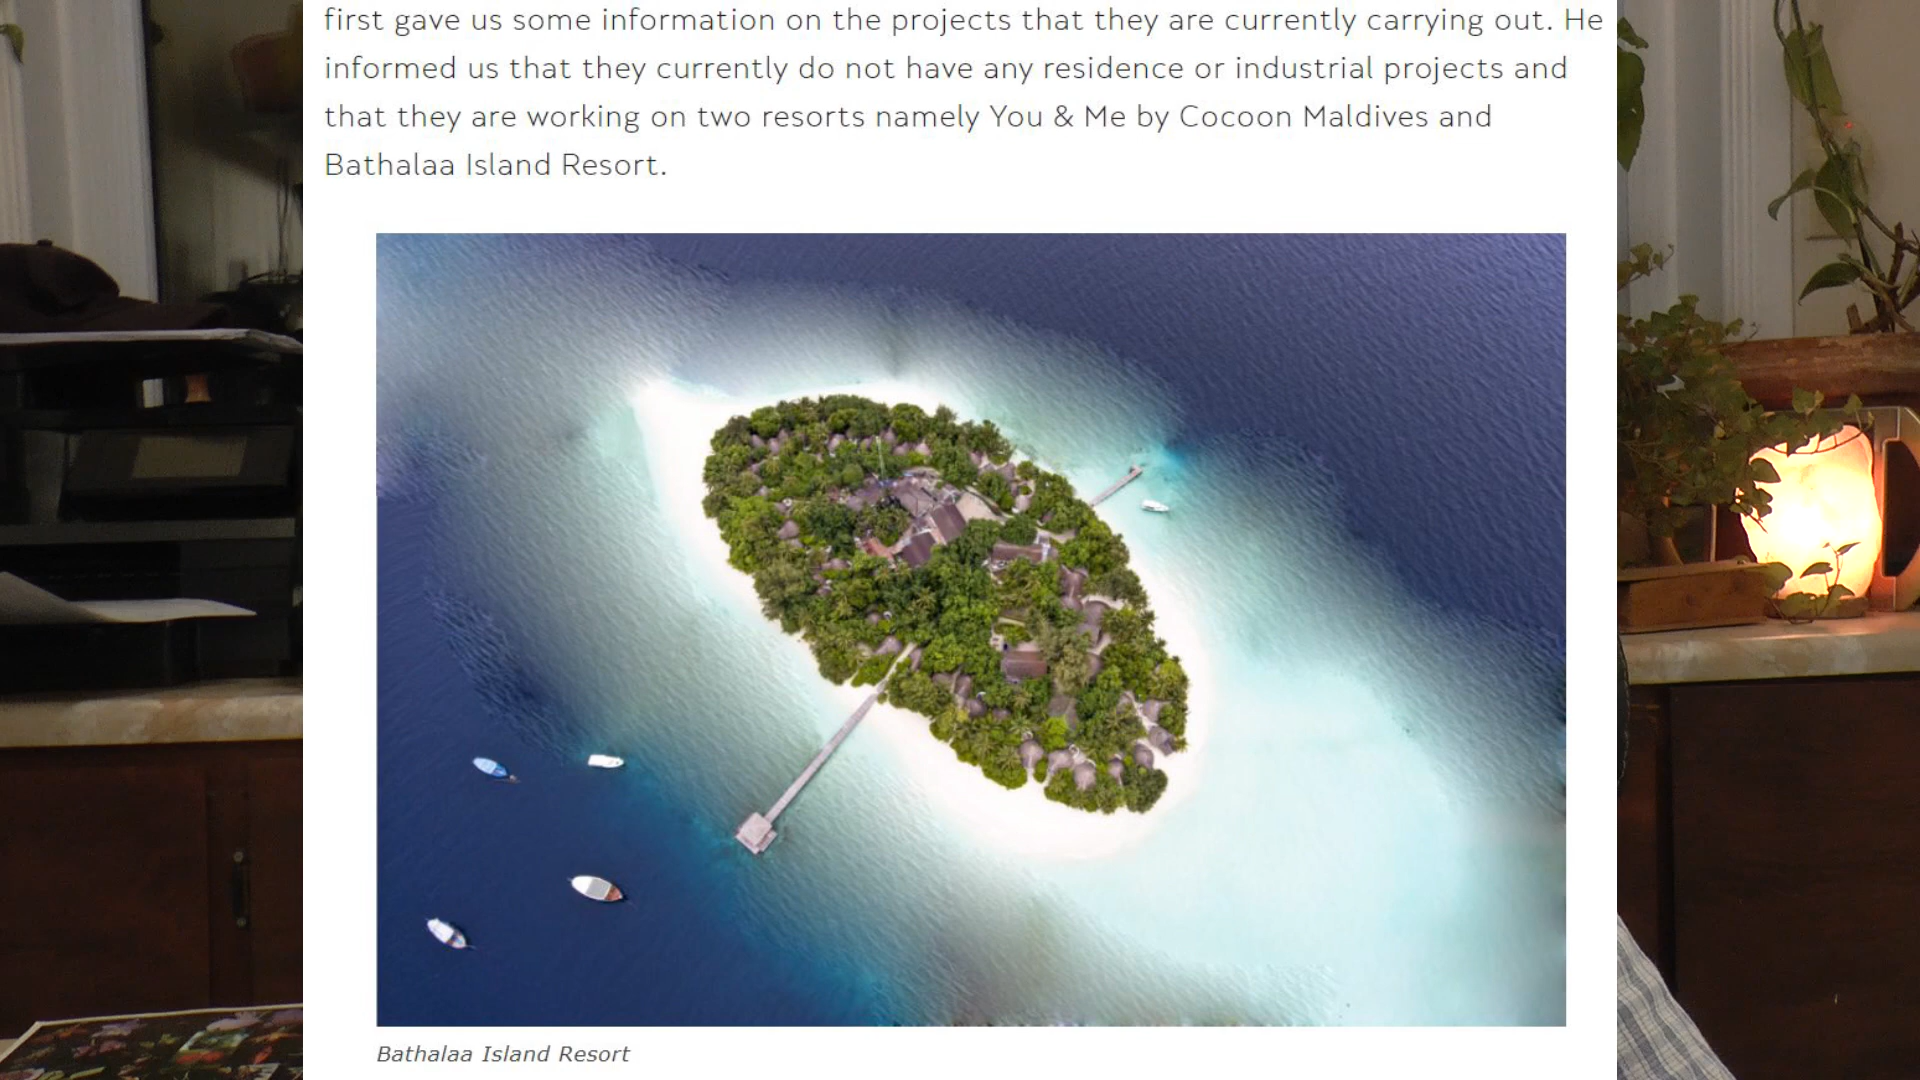 first gave us some information on the projects that they are currently carrying out. He
informed us that they currently do not have any residence or industrial projects and
that they are working on two resorts namely You & Me by Cocoon Maldives and
Bathalaa Island Resort.
Bathalaa Island Resort